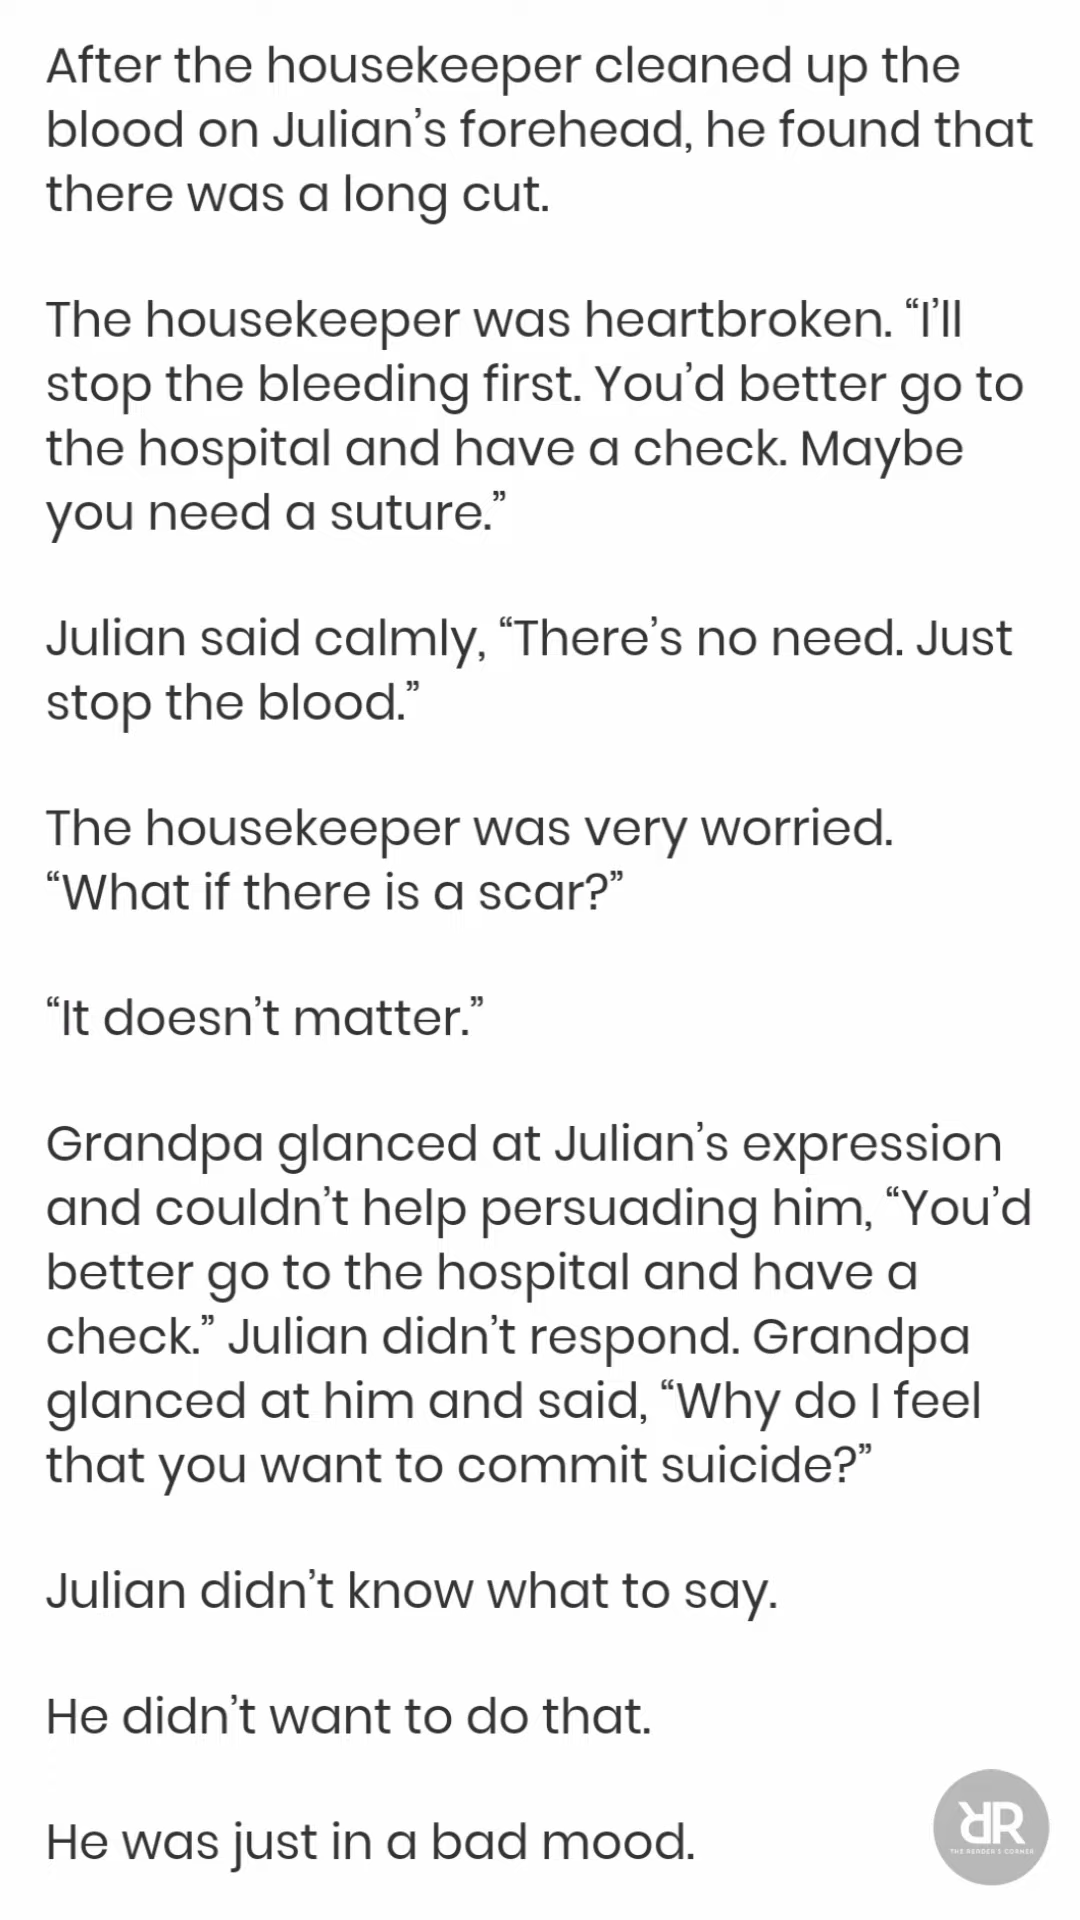 After the housekeeper cleaned up the
blood on Julian’s forehead, he found that
there was a long cut.
The housekeeper was heartbroken. “I’ll
stop the bleeding first. You’d better go to
the hospital and have a check. Maybe
you need a suture.”
Julian said calmly, “There’s no need. Just
stop the blood.”
The housekeeper was very worried.
“What if there is a scar?”
“It doesn’t matter.”
Grandpa glanced at Julian’s expression
and couldn’t help persuading him, “You’d
better go to the hospital and have a
check.” Julian didn’t respond. Grandpa
glanced at him and said, “Why do I feel
that you want to commit suicide?”
Julian didn’t know what to say.
He didn’t want to do that.
He was just in a bad mood.
RR
THE READER'S CORNER